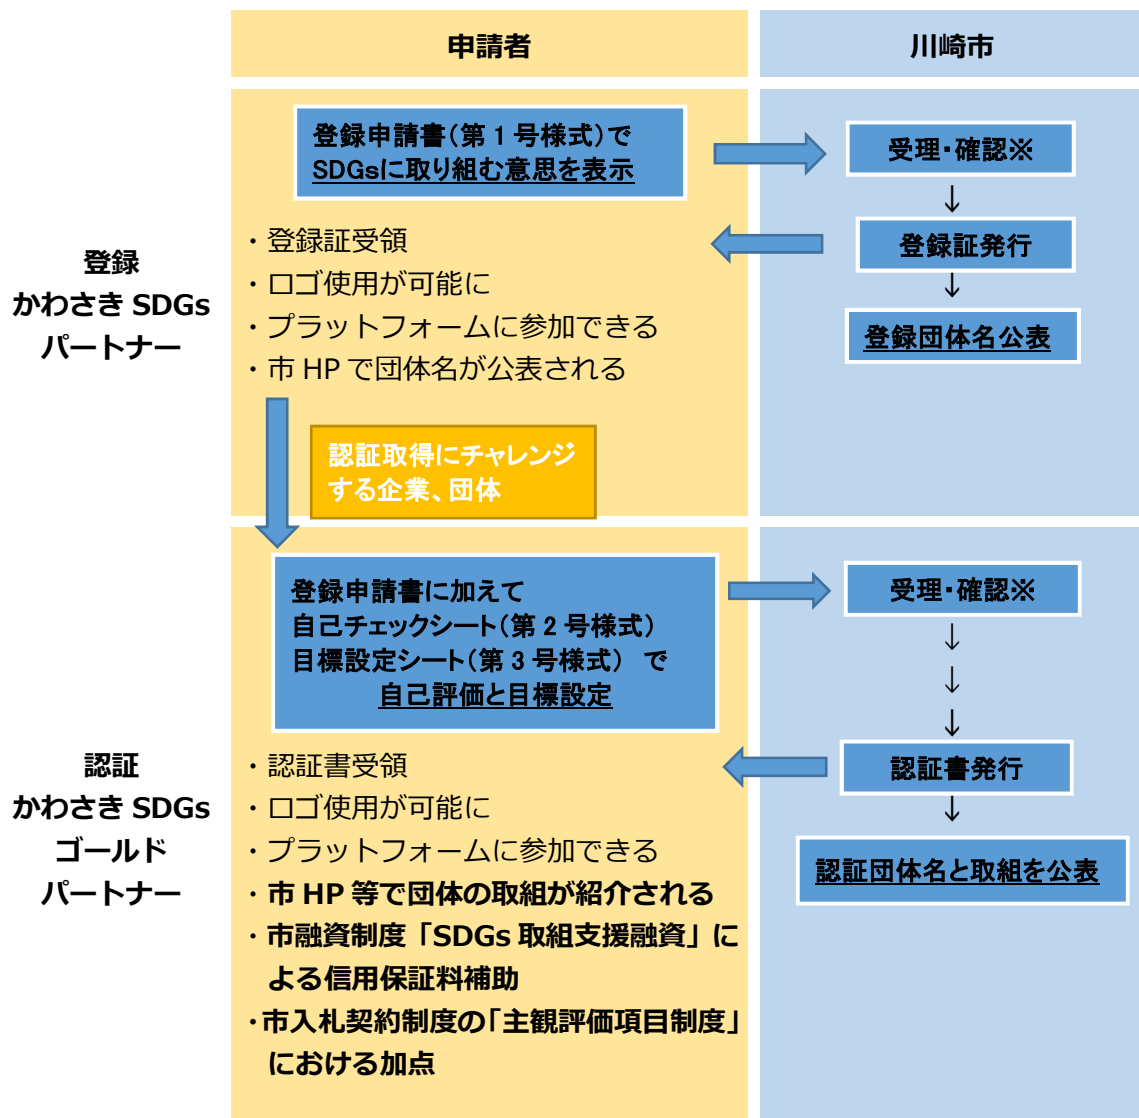 申請者
川崎市
登録
かわさき SDGs
パートナー
登録申請書(第1号様式)で
SDGsに取り組む意思を表示
受理・確認※
↓
登録証発行
↓
登録団体名公表
・登録証受領
・ロゴ使用が可能に
・プラットフォームに参加できる
・市 HP で団体名が公表される
認証取得にチャレンジ
する企業、団体
認証
かわさき SDGs
ゴールド
パートナー
登録申請書に加えて
自己チェックシート(第2号様式)
目標設定シート(第3号様式) で
自己評価と目標設定
受理・確認※
↓
↓
↓
認証書発行
↓
認証団体名と取組を公表
・認証書受領
・ロゴ使用が可能に
・プラットフォームに参加できる
・市 HP 等で団体の取組が紹介される
・市融資制度「SDGs 取組支援融資」に
よる信用保証料補助
・市入札契約制度の「主観評価項目制度」
における加点